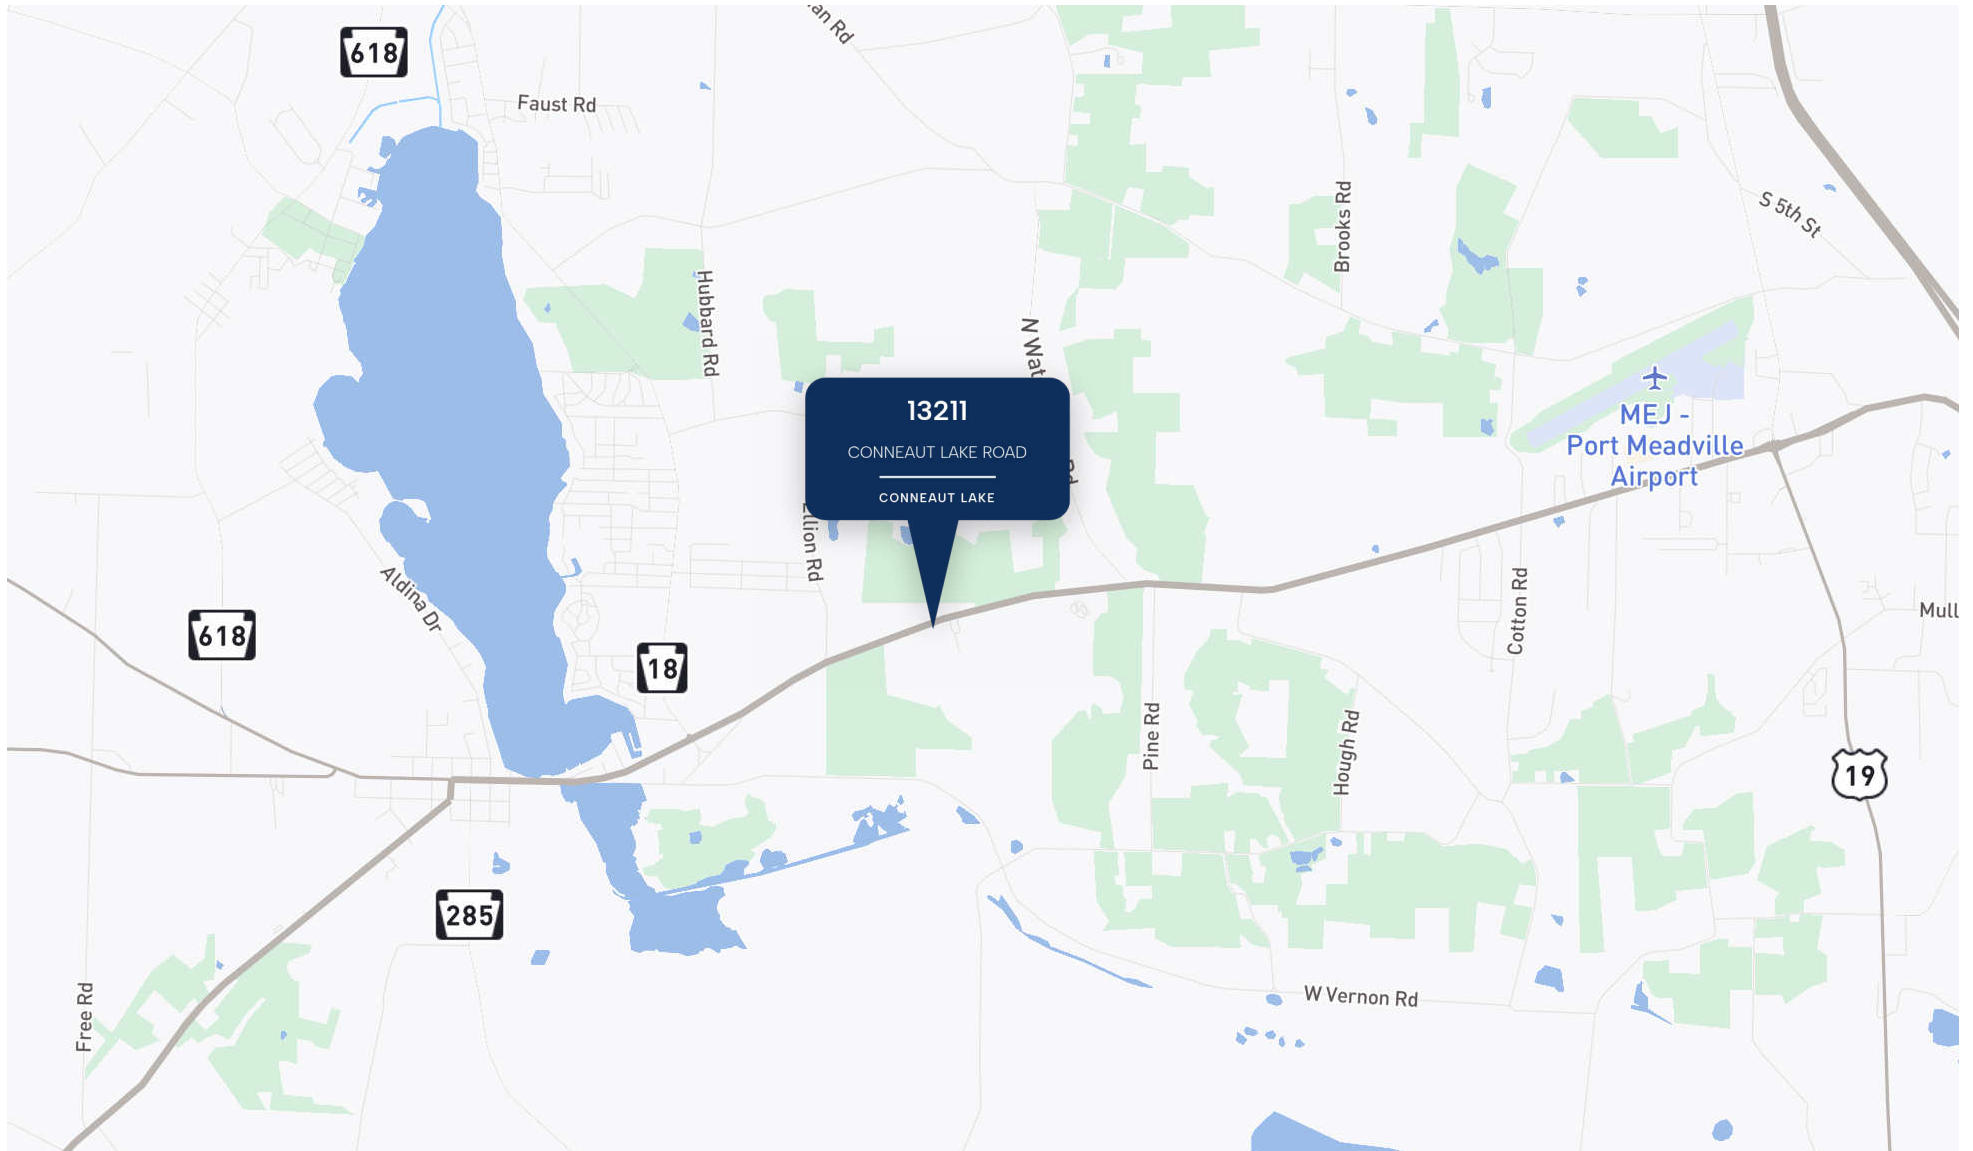 618
Faust Rd
Brooks Rd
S 5th St
Hubbard Rd
N Wat
13211
CONNEAUT LAKE ROAD
CONNEAUT LAKE
MEJ -
Port Meadville
Airport
Aldina Dr
618
18
Cotton Rd
Mull
Pine Rd
Hough Rd
19
285
Free Rd
W Vernon Rd